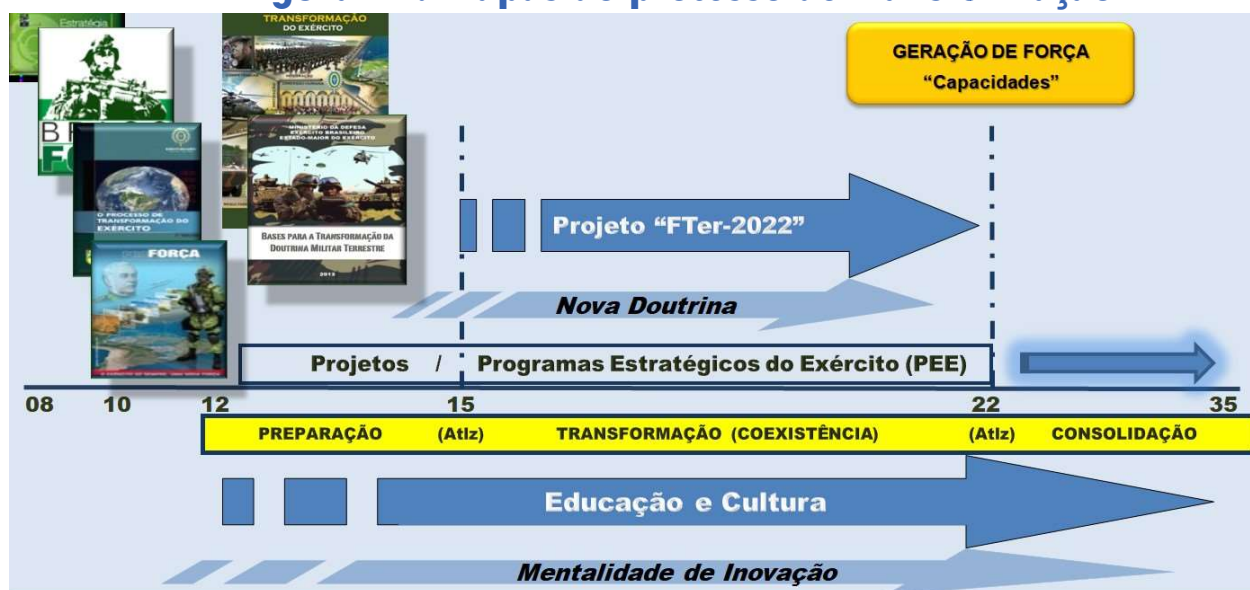 Estratégia
TRANSFORMAÇÃO
DO EXÉRCITO
GERAÇÃO DE FORÇA
“Capacidades”
MINISTÉRIO DA DEFESA
EXÉRCITO BRASILEIRO
ESTADO-MAIOR DO EXÉRCITO
O PROCESSO DE
TRANSFORMAÇÃO DO
EXÉRCITO
BASES PARA A TRANSFORMAÇÃO DA
DOUTRINA MILITAR TERRESTRE
2013
FORÇA
Projeto “FTer-2022”
Nova Doutrina
Projetos / Programas Estratégicos do Exército (PEE)
08 10 12 15 22 35
PREPARAÇÃO (Atlz) TRANSFORMAÇÃO (COEXISTÊNCIA) (Atlz) CONSOLIDAÇÃO
Educação e Cultura
Mentalidade de Inovação